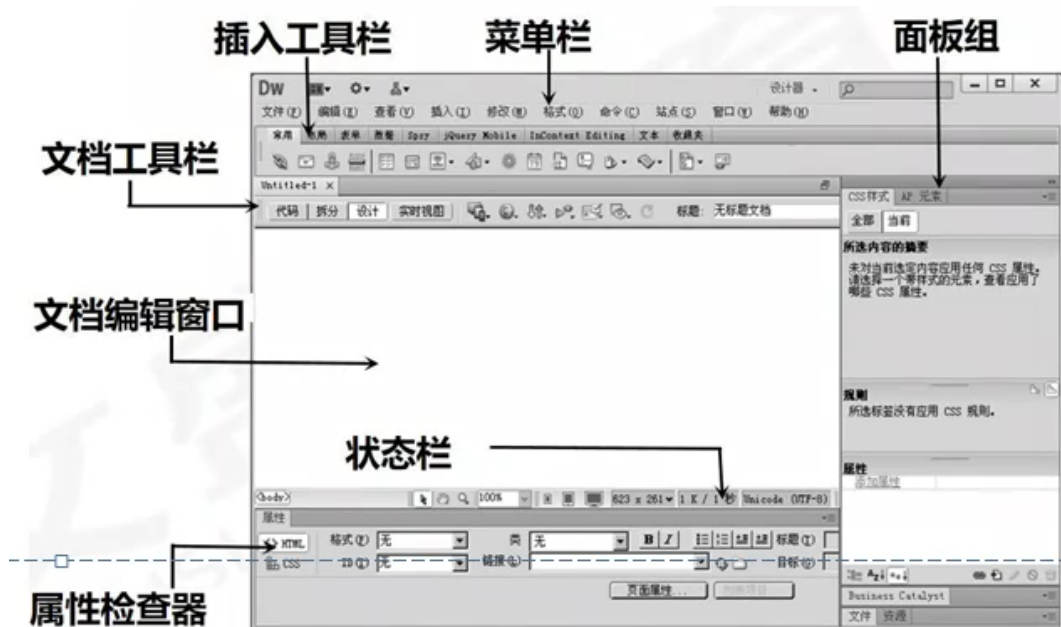 插入工具栏 菜单栏 面板组
Dw 设计器
文件(F) 编辑(E) 查看(V) 插入(I) 修改(M) 格式(O) 命令(C) 站点(S) 窗口(W) 帮助(H)
常用 表单 Spry jQuery Mobile InContext Editing 文本 收藏夹
文档工具栏
Untitled-1 ×
代码 拆分 设计 实时视图 标题: 无标题文档
CSS样式 AP 元素
全部 当前
所选内容的摘要
未对当前选定内容应用任何 CSS 属性。
请选择一个带样式的元素，查看应用了
哪些 CSS 属性。
文档编辑窗口
规则
所选标签没有应用 CSS 规则。
状态栏
属性
添加属性
<body> 100% 623 x 261 1 K / 1 秒 Unicode (UTF-8)
属性
<> HTML 格式(F) 无 类 无 B I 标题(T)
CSS ID(I) 无 链接(L) 目标(G)
页面属性...
属性检查器
Business Catalyst
文件 资源